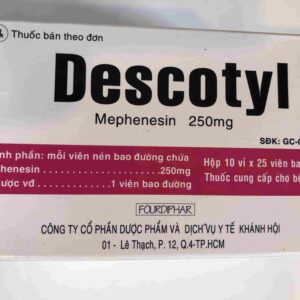 Thuốc bán theo đơn
Descotyl
Mephenesin 250mg
SĐK: GC-0
nh phần: mỗi viên nén bao đường chứa
henesin ......................250mg
ược vđ ......................1 viên bao đường
Hộp 10 vỉ x 25 viên ba
Thuốc cung cấp cho bệ
FOURDIPHAR
CÔNG TY CỔ PHẦN DƯỢC PHẨM VÀ DỊCH VỤ Y TẾ KHÁNH HỘI
01 - Lê Thạch, P. 12, Q.4-TP.HCM